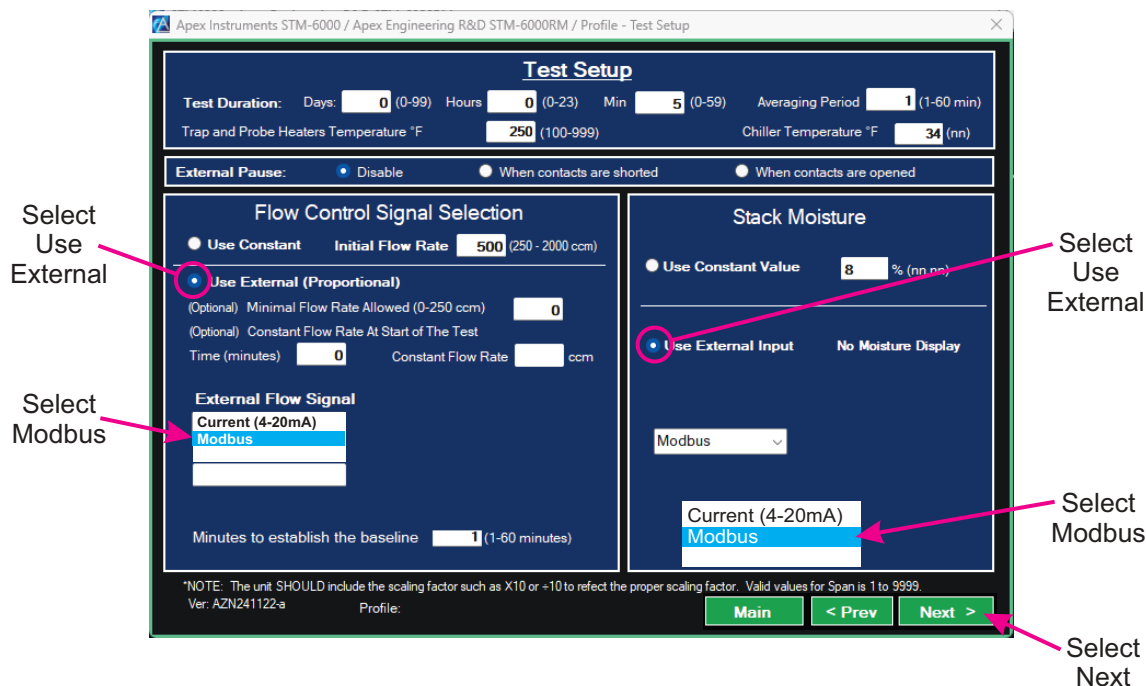 Apex Instruments STM-6000 / Apex Engineering R&D STM-6000RM / Profile - Test Setup
Test Setup
Test Duration: Days: 0 (0-99) Hours 0 (0-23) Min 5 (0-59) Averaging Period 1 (1-60 min)
Trap and Probe Heaters Temperature °F 250 (100-999) Chiller Temperature °F 34 (nn)
External Pause: Disable When contacts are shorted When contacts are opened
Select
Use
External
Flow Control Signal Selection
Use Constant Initial Flow Rate 500 (250 - 2000 ccm)
Use External (Proportional)
(Optional) Minimal Flow Rate Allowed (0-250 ccm) 0
(Optional) Constant Flow Rate At Start of The Test
Time (minutes) 0 Constant Flow Rate ccm
Select
Modbus
External Flow Signal
Current (4-20mA)
Modbus
Minutes to establish the baseline 1 (1-60 minutes)
Stack Moisture
Use Constant Value 8 % (nn.nn)
Use External Input No Moisture Display
Select
Use
External
Modbus
Current (4-20mA)
Modbus
Select
Modbus
*NOTE: The unit SHOULD include the scaling factor such as X10 or ÷10 to refect the proper scaling factor. Valid values for Span is 1 to 9999.
Ver: AZN241122-a Profile:
Main < Prev Next >
Select
Next